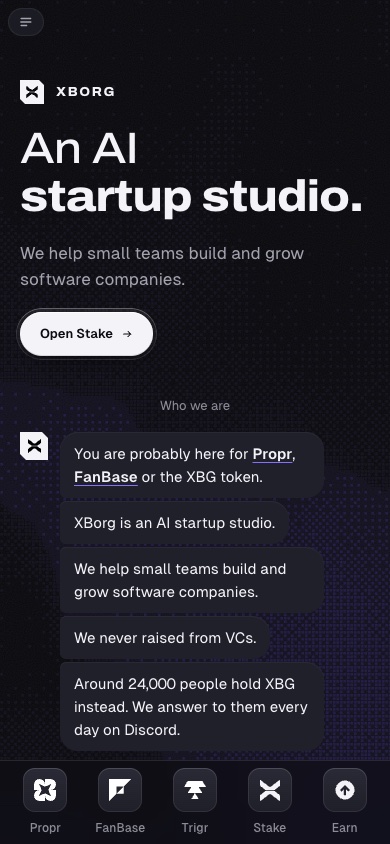 XBORG
An AI
startup studio.
We help small teams build and grow
software companies.
Open Stake →
Who we are
You are probably here for Propr,
FanBase or the XBG token.
XBorg is an AI startup studio.
We help small teams build and
grow software companies.
We never raised from VCs.
Around 24,000 people hold XBG
instead. We answer to them every
day on Discord.
Propr FanBase Trigr Stake Earn